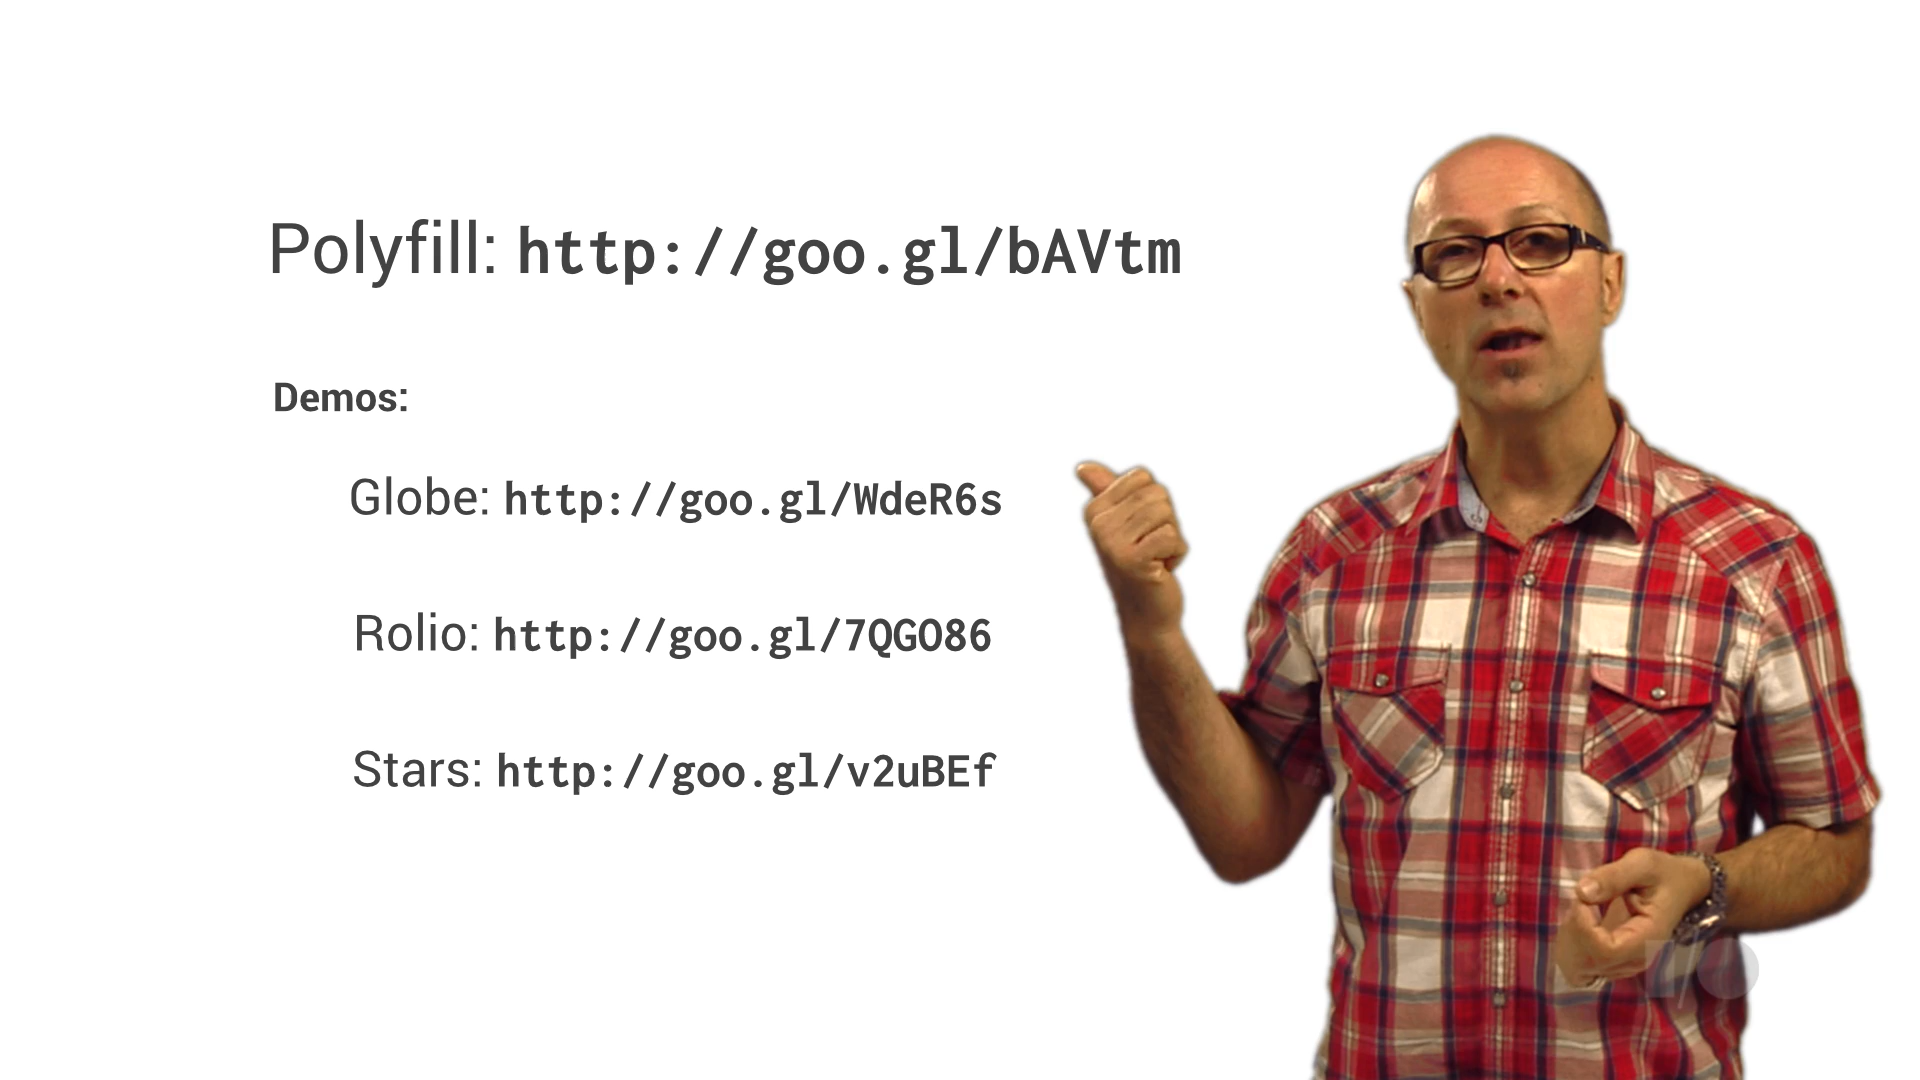 Polyfill: http://goo.gl/bAVtm
Demos:
Globe: http://goo.gl/WdeR6s
Rolio: http://goo.gl/7QGO86
Stars: http://goo.gl/v2uBEf
I/O